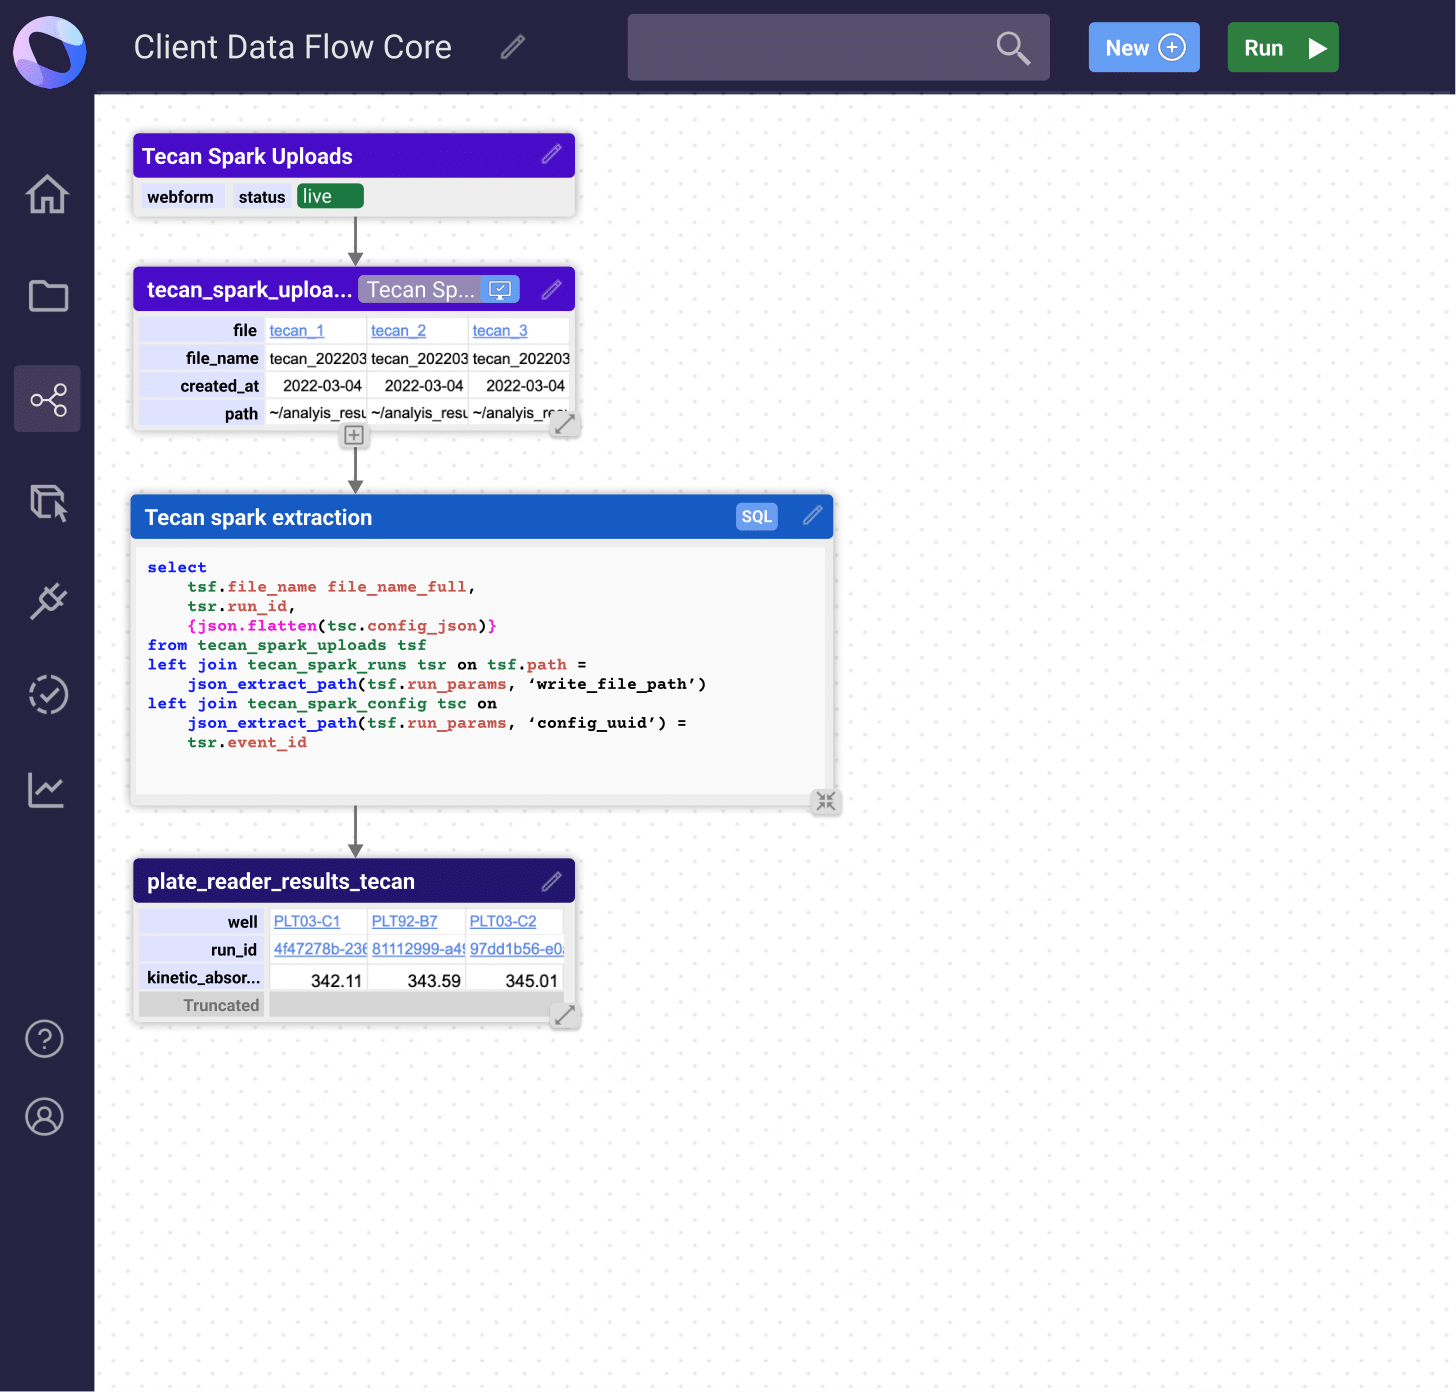 Client Data Flow Core
New
Run
Tecan Spark Uploads
webform status live
tecan_spark_uploa... Tecan Sp...
file tecan_1 tecan_2 tecan_3
file_name tecan_202203 tecan_202203 tecan_202203
created_at 2022-03-04 2022-03-04 2022-03-04
path ~/analyis_resu ~/analyis_resu ~/analyis_resu
Tecan spark extraction SQL
select
tsf.file_name file_name_full,
tsr.run_id,
{json.flatten(tsc.config_json)}
from tecan_spark_uploads tsf
left join tecan_spark_runs tsr on tsf.path =
json_extract_path(tsf.run_params, ‘write_file_path’)
left join tecan_spark_config tsc on
json_extract_path(tsf.run_params, ‘config_uuid’) =
tsr.event_id
plate_reader_results_tecan
well PLT03-C1 PLT92-B7 PLT03-C2
run_id 4f47278b-236 81112999-a49 97dd1b56-e0
kinetic_absor... 342.11 343.59 345.01
Truncated